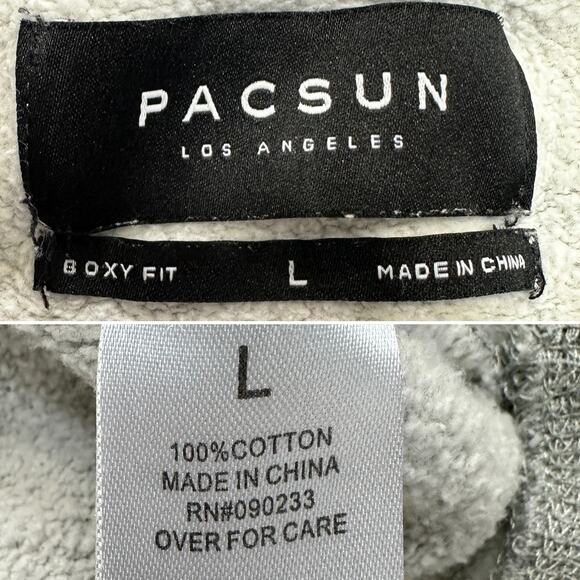 PACSUN
LOS ANGELES
BOXY FIT L MADE IN CHINA
L
100%COTTON
MADE IN CHINA
RN#090233
OVER FOR CARE